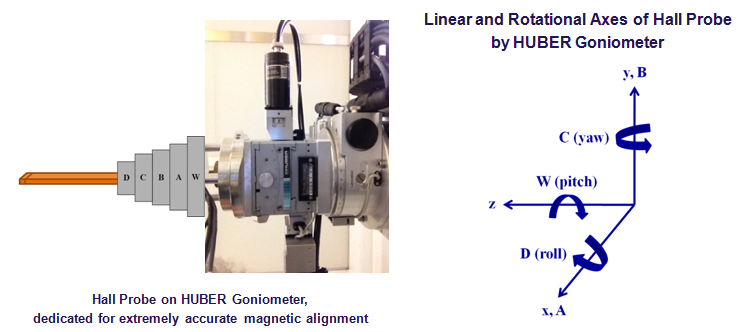 Linear and Rotational Axes of Hall Probe
by HUBER Goniometer
D C B A W
y, B
C (yaw)
W (pitch)
z
D (roll)
x, A
Hall Probe on HUBER Goniometer,
dedicated for extremely accurate magnetic alignment